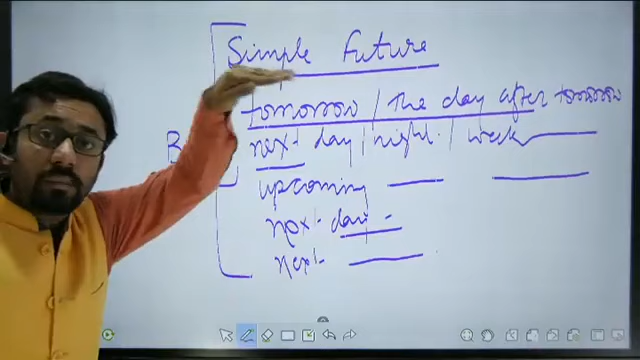 Simple Future
tomorrow / the day after tomorrow
B next day / night / week
upcoming
next day
next